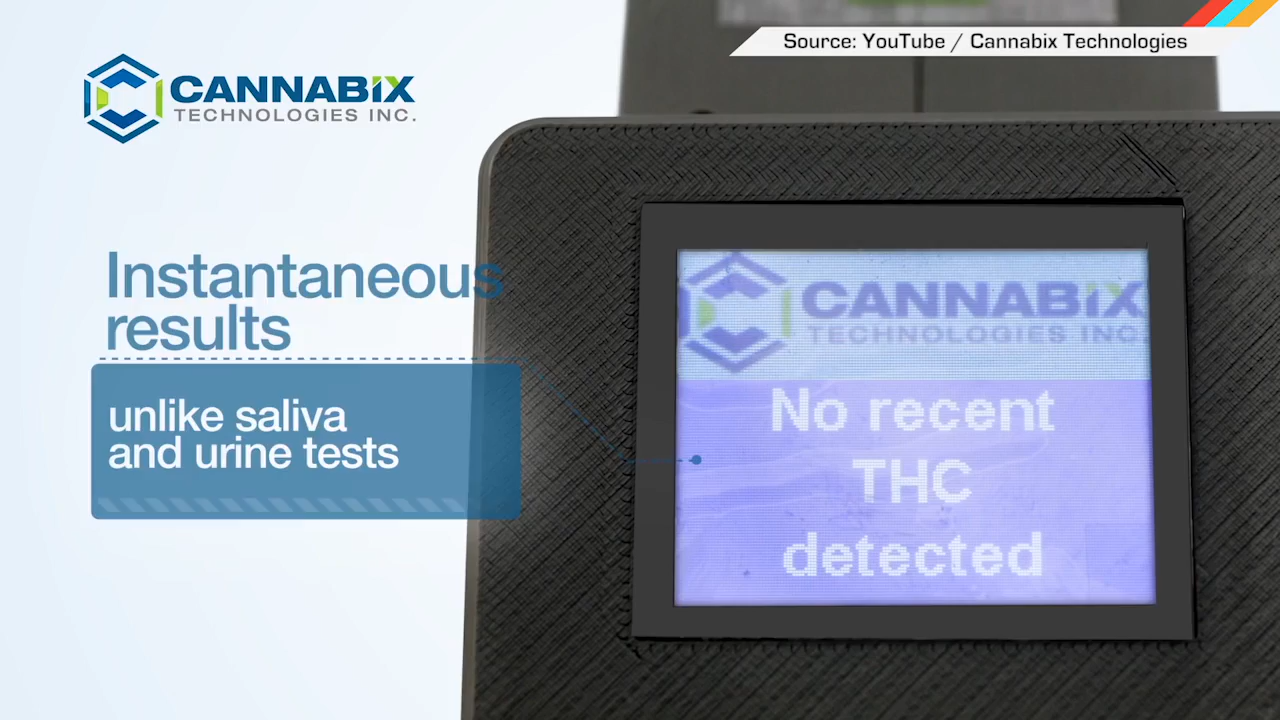 Source: YouTube / Cannabix Technologies
CANNABIX
TECHNOLOGIES INC.
Instantaneous
results
unlike saliva
and urine tests
CANNABIX
TECHNOLOGIES INC.
No recent
THC
detected